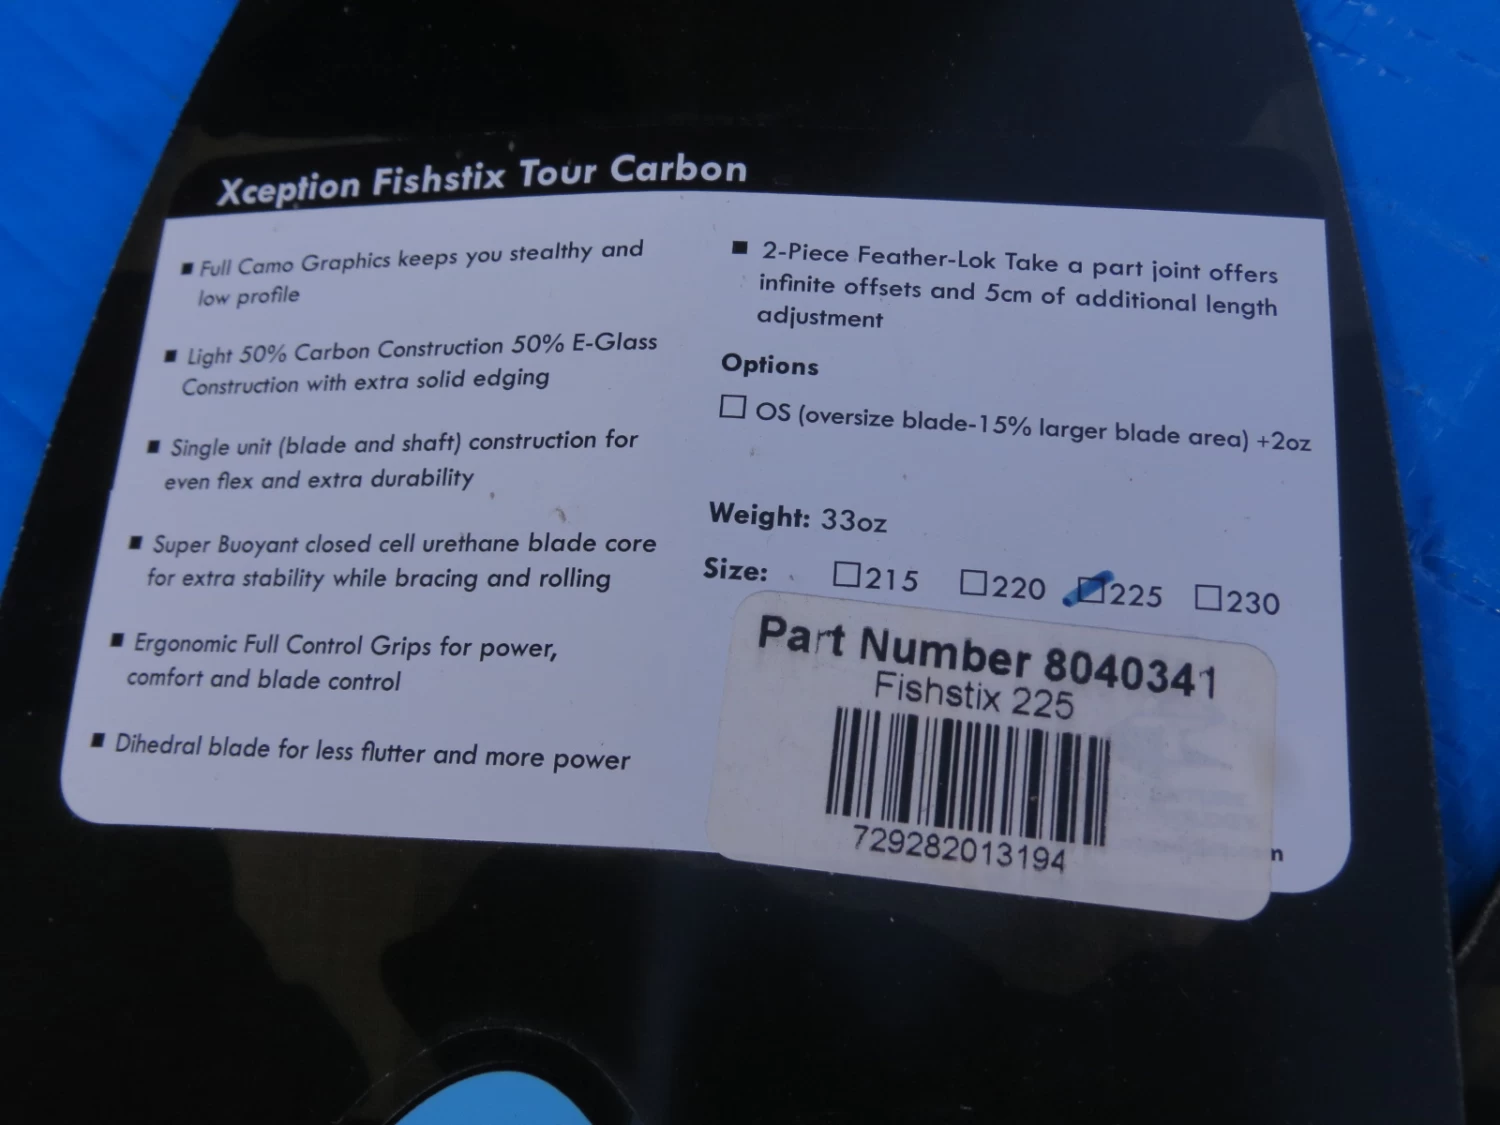 Xception Fishstix Tour Carbon
■ Full Camo Graphics keeps you stealthy and
low profile
■ Light 50% Carbon Construction 50% E-Glass
Construction with extra solid edging
■ Single unit (blade and shaft) construction for
even flex and extra durability
■ Super Buoyant closed cell urethane blade core
for extra stability while bracing and rolling
■ Ergonomic Full Control Grips for power,
comfort and blade control
■ Dihedral blade for less flutter and more power
■ 2-Piece Feather-Lok Take a part joint offers
infinite offsets and 5cm of additional length
adjustment
Options
☐ OS (oversize blade-15% larger blade area) +2oz
Weight: 33oz
Size: ☐ 215 ☐ 220 ☑ 225 ☐ 230
Part Number 8040341
Fishstix 225
729282013194